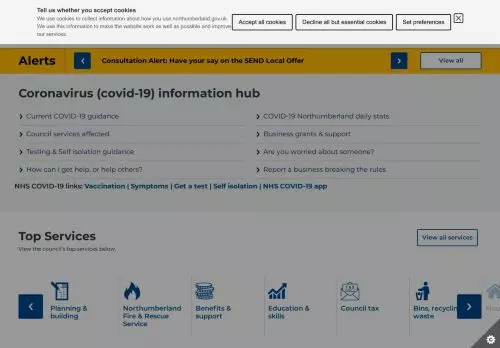 Tell us whether you accept cookies
We use cookies to collect information about how you use northumberland.gov.uk.
We use this information to make the website work as well as possible and improve
our services.
Accept all cookies
Decline all but essential cookies
Set preferences
Alerts
Consultation Alert: Have your say on the SEND Local Offer
View all
Coronavirus (covid-19) information hub
Current COVID-19 guidance
COVID-19 Northumberland daily stats
Council services affected
Business grants & support
Testing & Self isolation guidance
Are you worried about someone?
How can I get help, or help others?
Report a business breaking the rules
NHS COVID-19 links: Vaccination | Symptoms | Get a test | Self isolation | NHS COVID-19 app
Top Services
View the council's top services below.
View all services
Planning &
building
Northumberland
Fire & Rescue
Service
Benefits &
support
Education &
skills
Council tax
Bins, recycling
waste